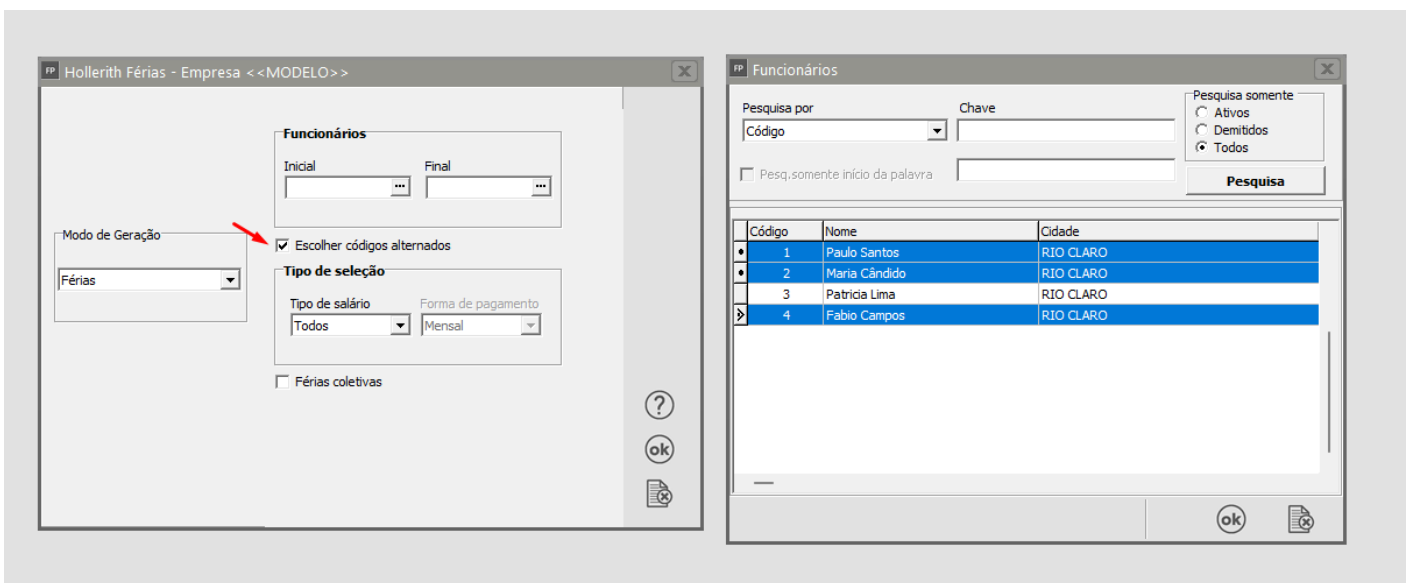 FP Hollerith Férias - Empresa <<MODELO>>
Funcionários
Inicial Final
... ...
Modo de Geração
Férias
Escolher códigos alternados
Tipo de seleção
Tipo de salário Forma de pagamento
Todos Mensal
Férias coletivas
?
ok
FP Funcionários
Pesquisa por Chave
Código
Pesq.somente início da palavra
Pesquisa somente
Ativos
Demitidos
Todos
Pesquisa
Código Nome Cidade
1 Paulo Santos RIO CLARO
2 Maria Cândido RIO CLARO
3 Patricia Lima RIO CLARO
4 Fabio Campos RIO CLARO
ok